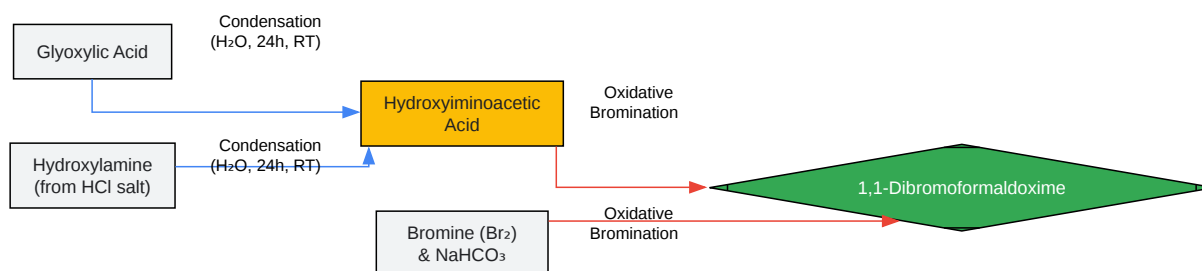 Condensation
(H₂O, 24h, RT)
Glyoxylic Acid
Hydroxyiminoacetic
Acid
Oxidative
Bromination
Condensation
(H₂O, 24h, RT)
Hydroxylamine
(from HCl salt)
1,1-Dibromoformaldoxime
Oxidative
Bromination
Bromine (Br₂)
& NaHCO₃